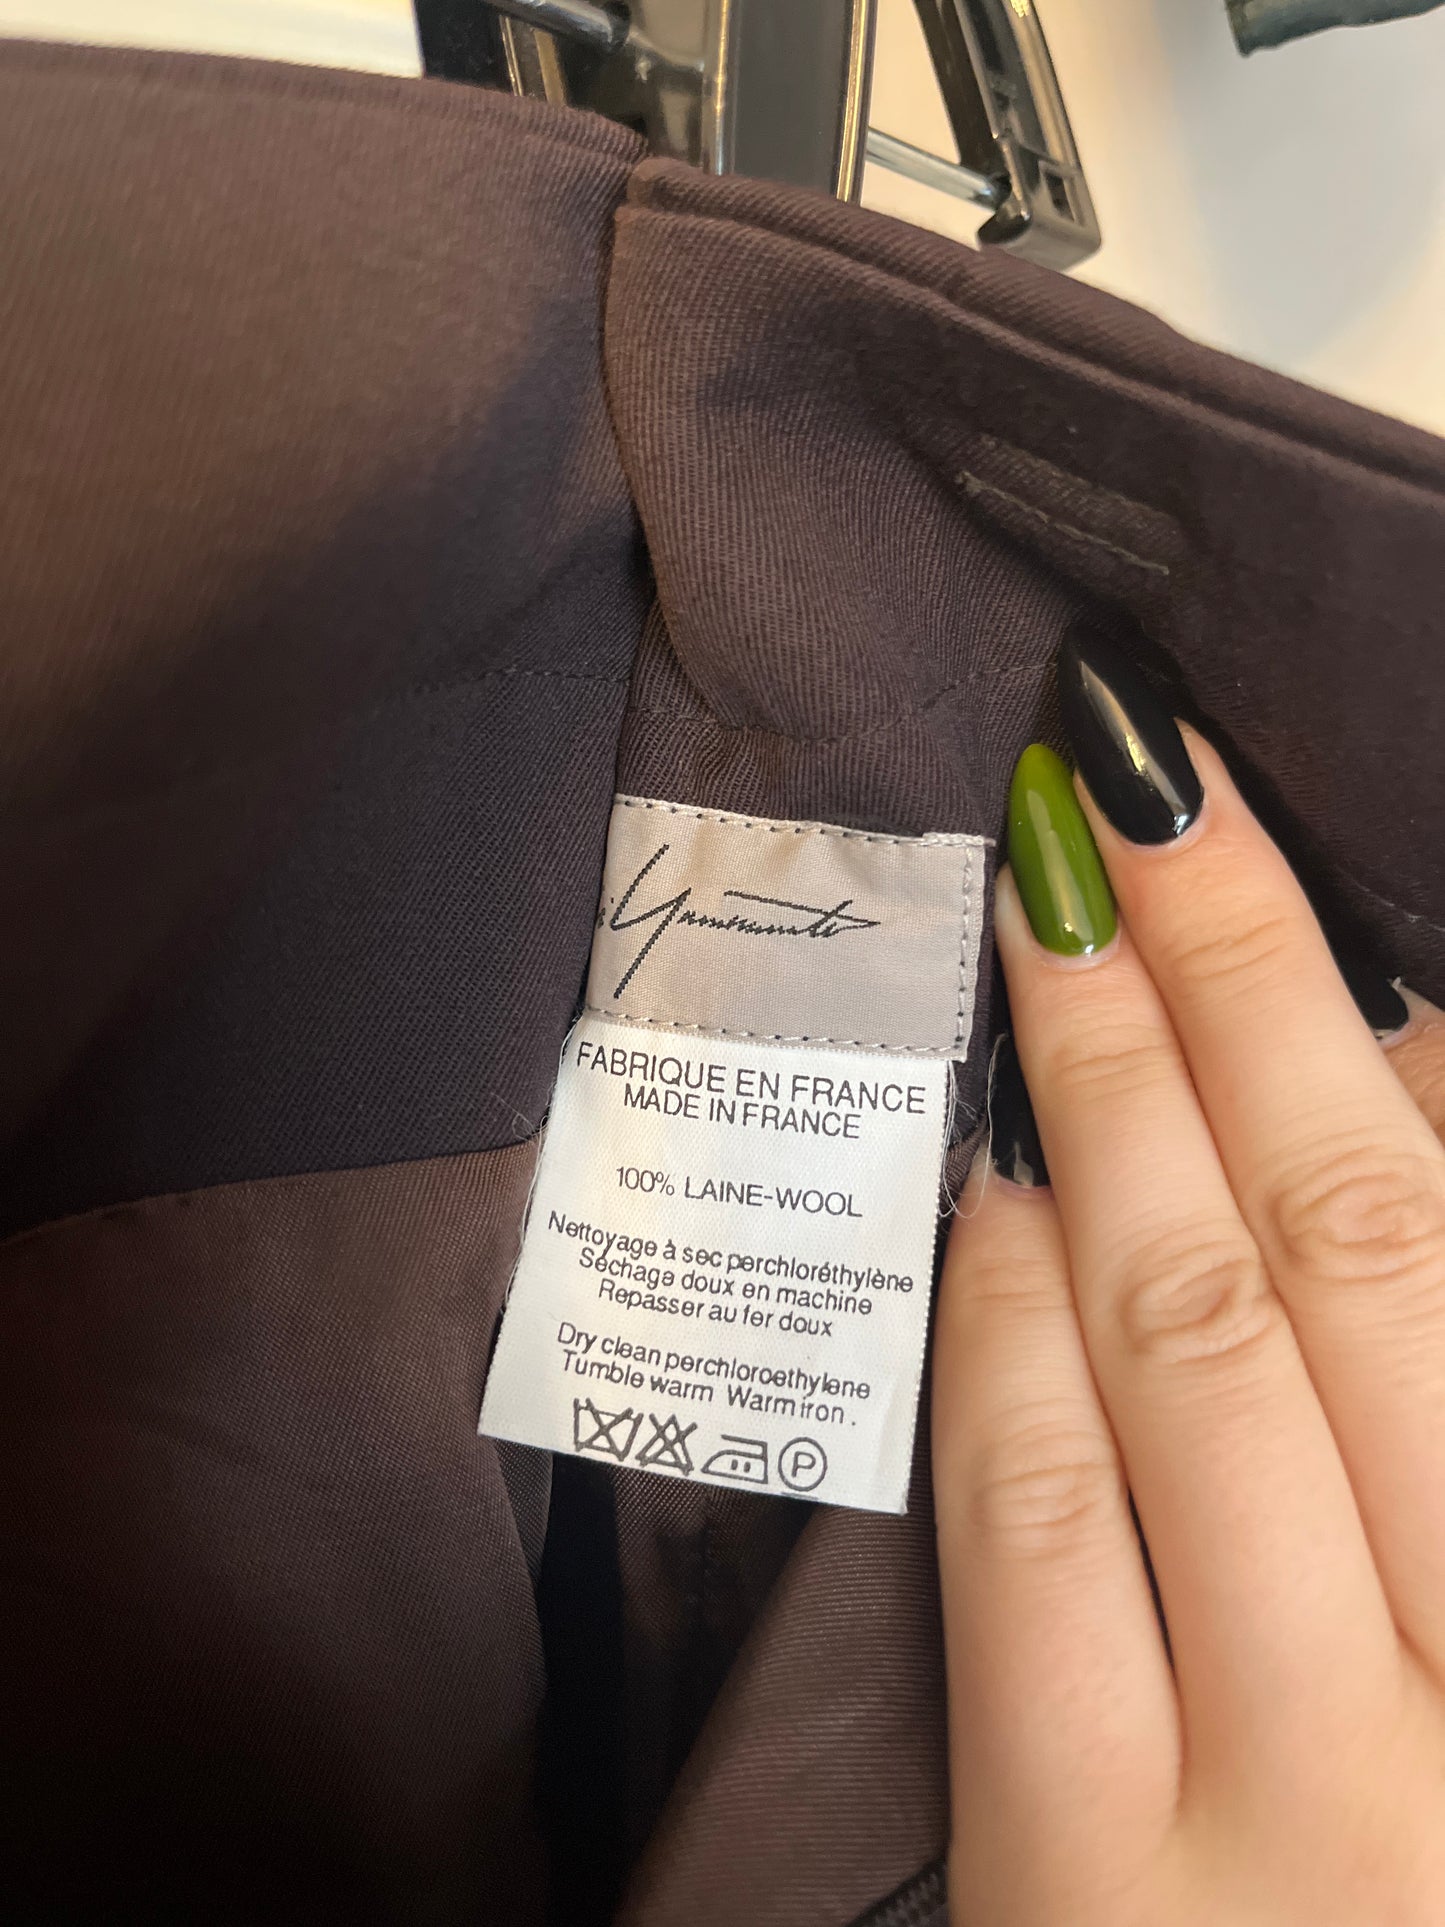 Yamamoto
FABRIQUE EN FRANCE
MADE IN FRANCE
100% LAINE-WOOL
Nettoyage à sec perchloréthylène
Séchage doux en machine
Repasser au fer doux
Dry clean perchloroethylene
Tumble warm Warm iron.
P